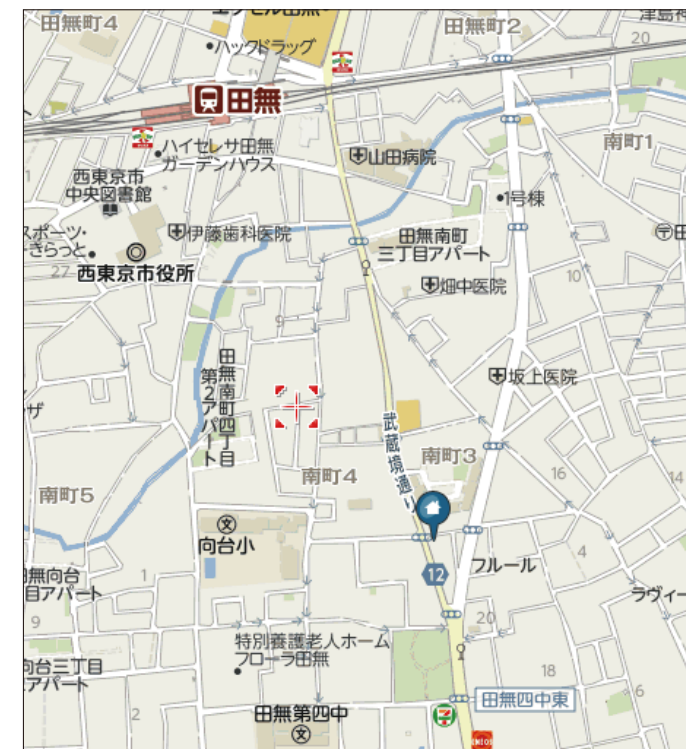 田無町4
田無町2
20
ハックドラッグ
1
田無
南町1
ハイセレサ田無
ガーデンハウス
山田病院
西東京市
中央図書館
1号棟
伊藤歯科医院
スポーツ・
きらっと
田無南町
三丁目アパート
27
西東京市役所
畑中医院
10
9
田無南町四丁目
第2アパート
坂上医院
ザ
武蔵境通り
南町3
南町4
16
14
南町5
文
向台小
12
フルール
4
無向台
目アパート
1
ラヴィー
9
20
特別養護老人ホーム
フローラ田無
向台三丁目
アパート
18
6
田無四中東
2
田無第四中
文
7